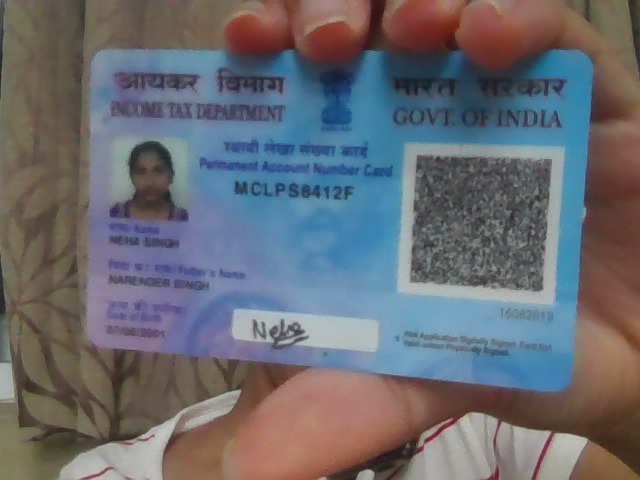 आयकर विभाग
INCOME TAX DEPARTMENT
भारत सरकार
GOVT. OF INDIA
स्थायी लेखा संख्या कार्ड
Permanent Account Number Card
MCLPS8412F
नाम / Name
NEHA SINGH
पिता का नाम / Father's Name
NARENDER SINGH
Date of Birth
07/06/2001
Neha
16082019
PAN Application Digitally Signed, Card Not
Valid unless Physically Signed